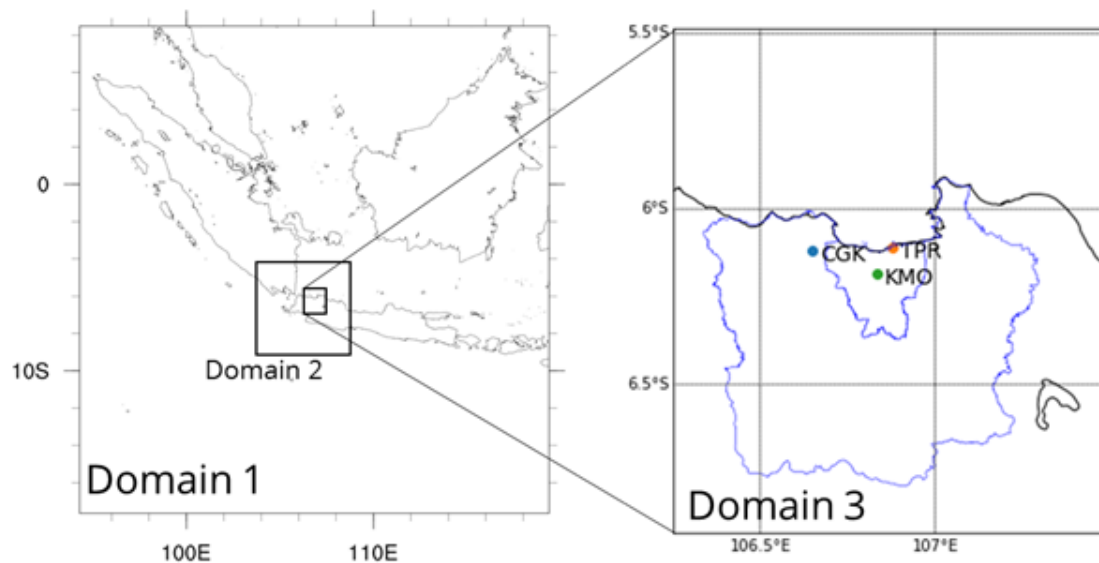 0
10S
100E
110E
Domain 2
Domain 1
5.5°S
6°S
6.5°S
CGK
TPR
KMO
Domain 3
106.5°E
107°E